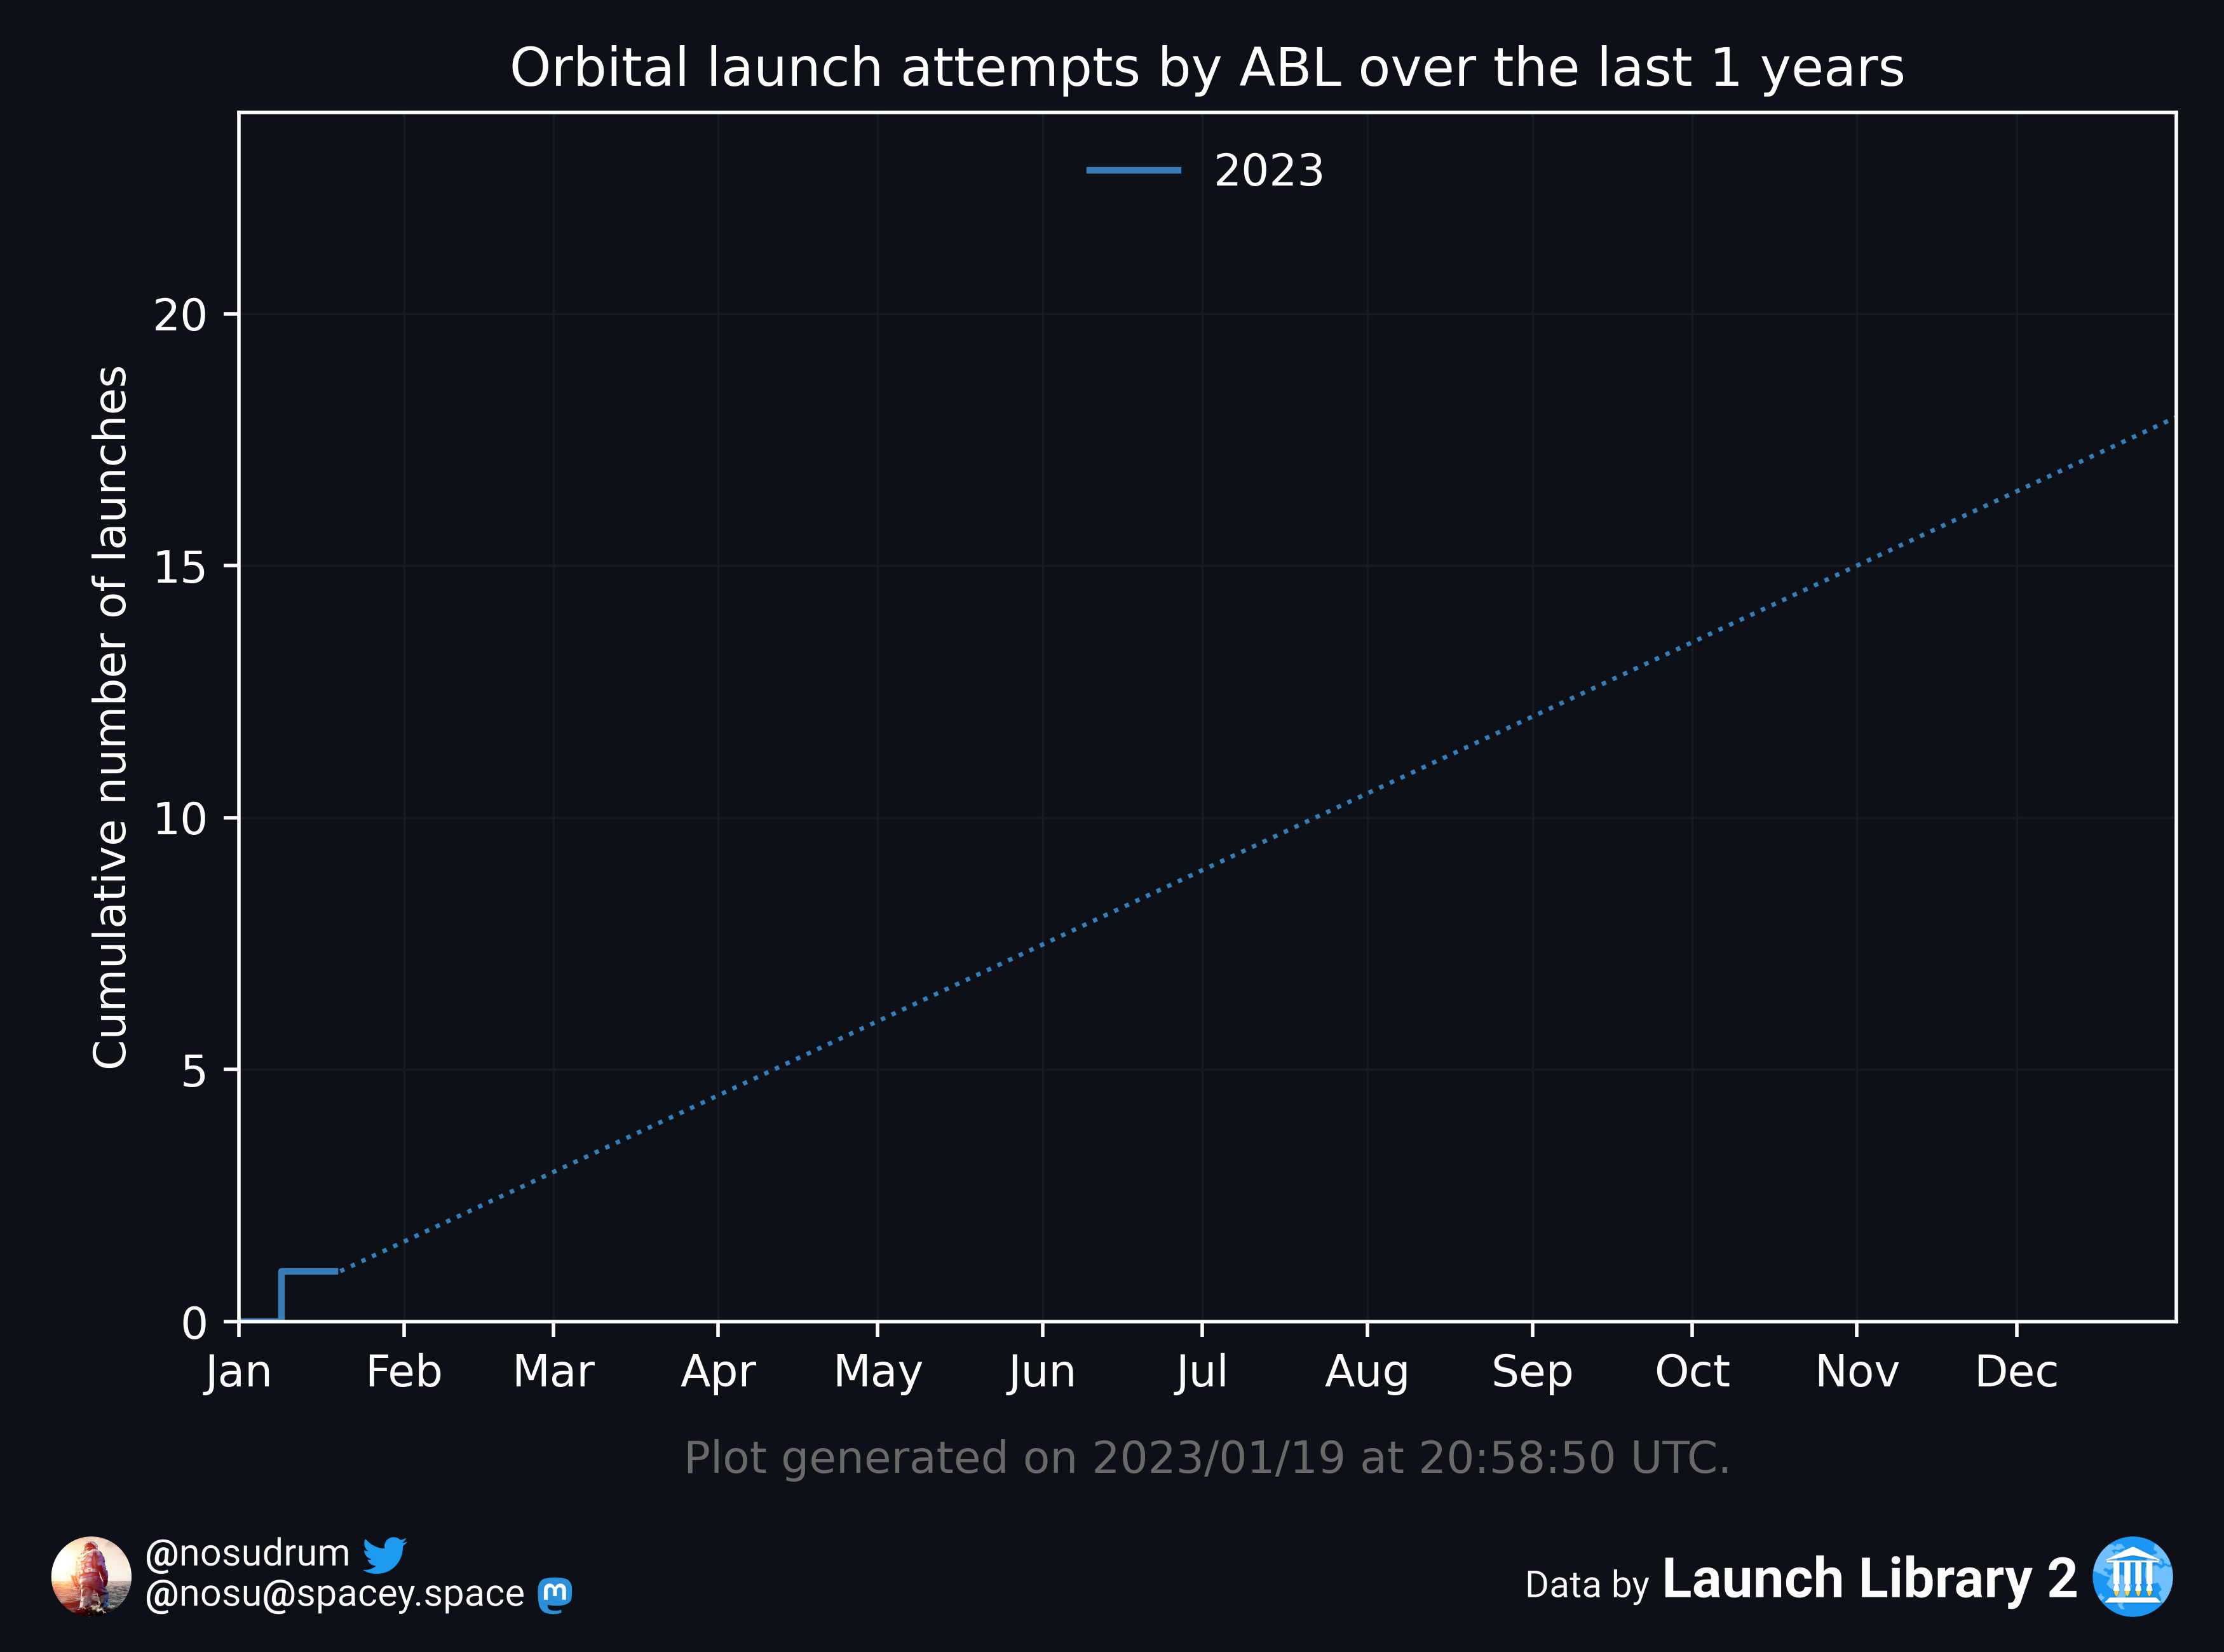 Orbital launch attempts by ABL over the last 1 years
2023
Cumulative number of launches
20
15
10
5
0
Jan Feb Mar Apr May Jun Jul Aug Sep Oct Nov Dec
Plot generated on 2023/01/19 at 20:58:50 UTC.
@nosudrum
@nosu@spacey.space
Data by Launch Library 2